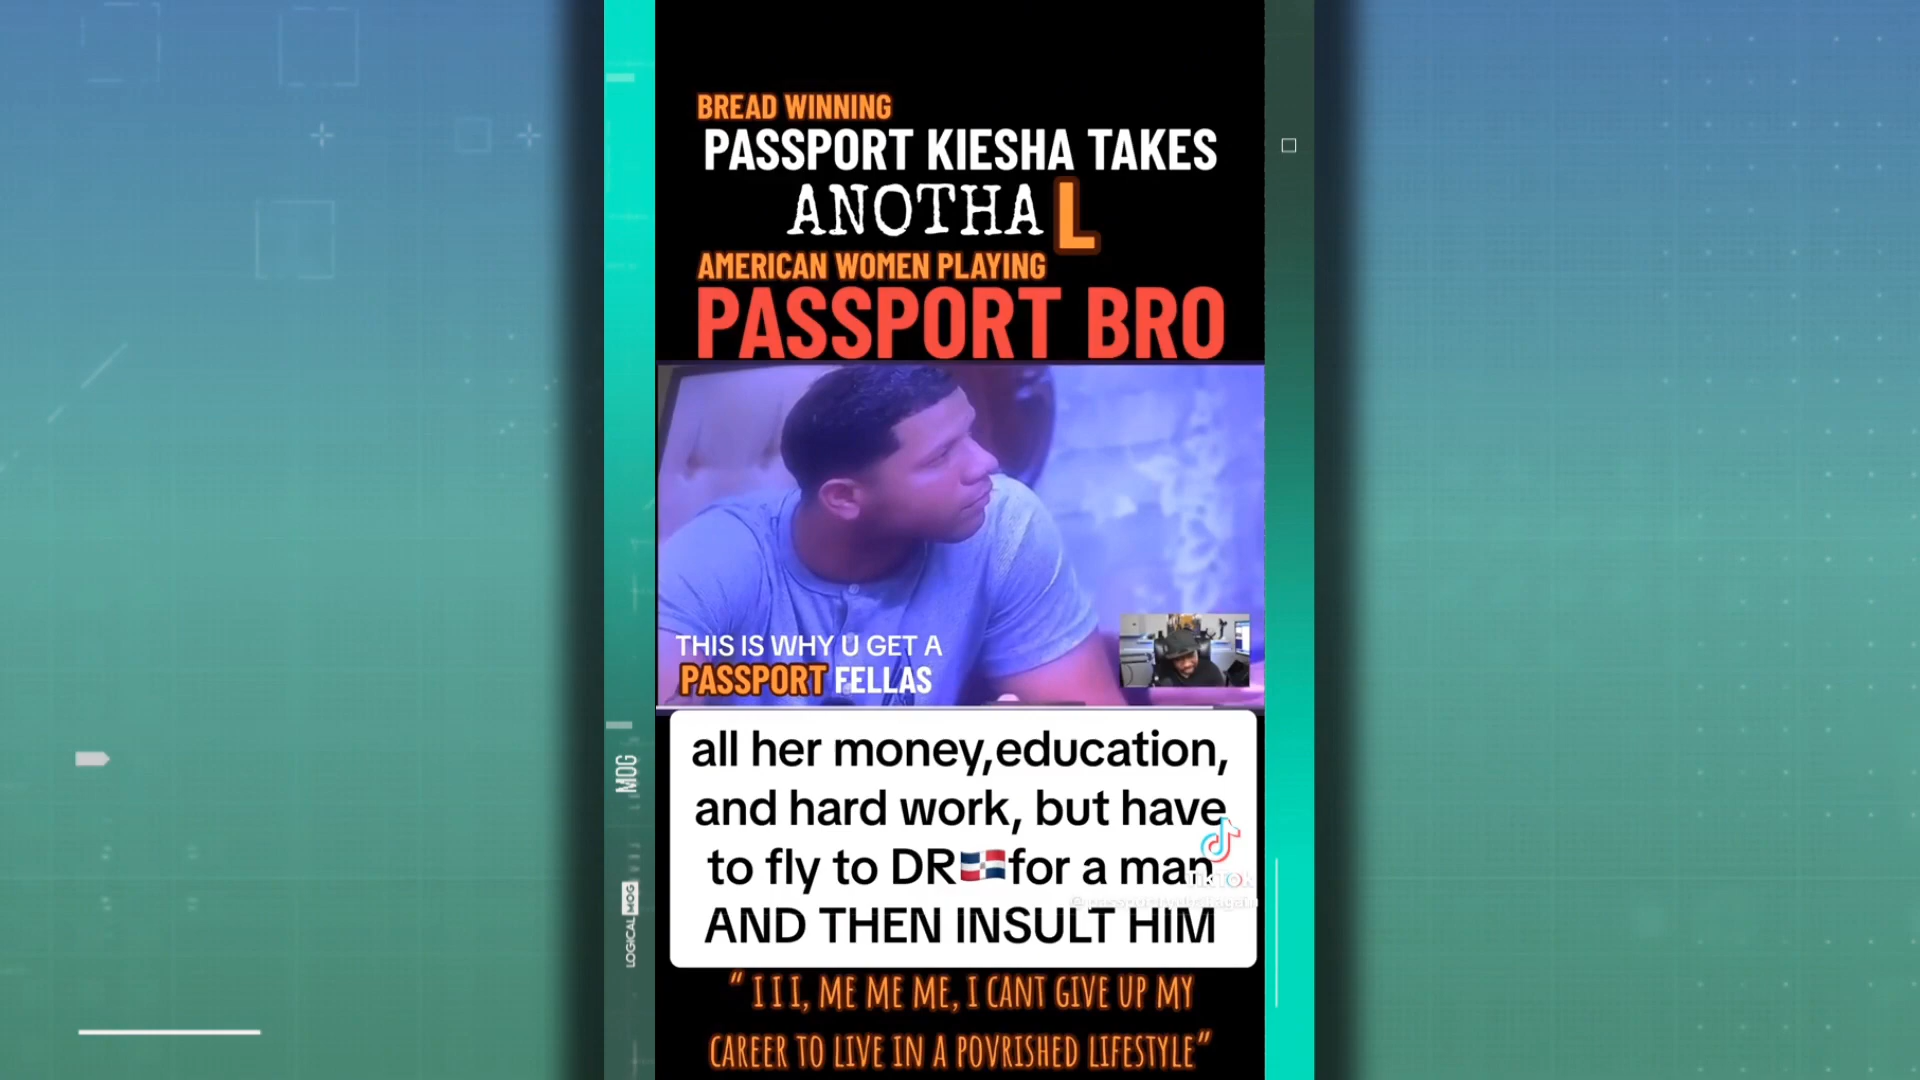 BREAD WINNING
PASSPORT KIESHA TAKES
ANOTHA L
AMERICAN WOMEN PLAYING
PASSPORT BRO
THIS IS WHY U GET A
PASSPORT FELLAS
all her money,education,
and hard work, but have
to fly to DR🇩🇴for a man
AND THEN INSULT HIM
TikTok
" I I I, ME ME ME, I CANT GIVE UP MY
CAREER TO LIVE IN A POVRISHED LIFESTYLE"
MOG
LOGICAL MOG